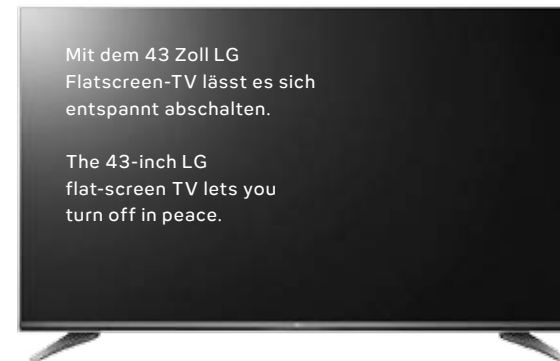 Mit dem 43 Zoll LG
Flatscreen-TV lässt es sich
entspannt abschalten.
The 43-inch LG
flat-screen TV lets you
turn off in peace.